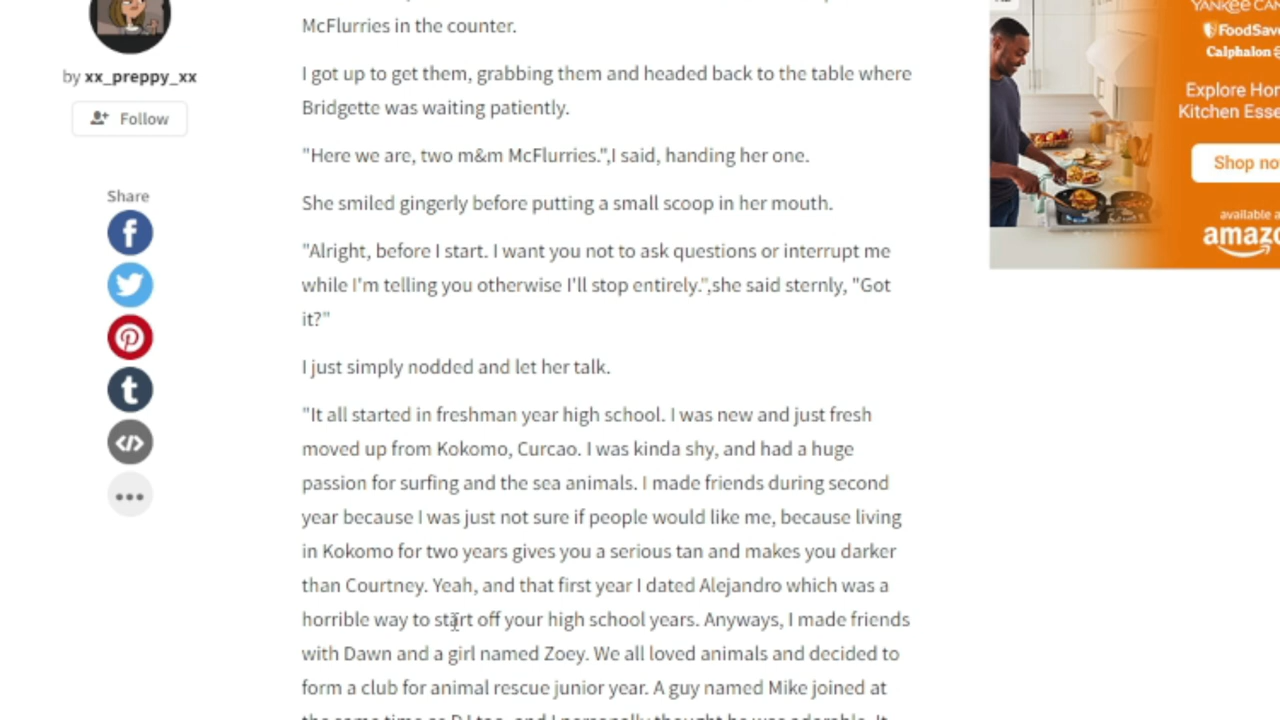 McFlurries in the counter.
I got up to get them, grabbing them and headed back to the table where
Bridgette was waiting patiently.
"Here we are, two m&m McFlurries.",I said, handing her one.
She smiled gingerly before putting a small scoop in her mouth.
"Alright, before I start. I want you not to ask questions or interrupt me
while I'm telling you otherwise I'll stop entirely.",she said sternly, "Got
it?"
I just simply nodded and let her talk.
"It all started in freshman year high school. I was new and just fresh
moved up from Kokomo, Curcao. I was kinda shy, and had a huge
passion for surfing and the sea animals. I made friends during second
year because I was just not sure if people would like me, because living
in Kokomo for two years gives you a serious tan and makes you darker
than Courtney. Yeah, and that first year I dated Alejandro which was a
horrible way to start off your high school years. Anyways, I made friends
with Dawn and a girl named Zoey. We all loved animals and decided to
form a club for animal rescue junior year. A guy named Mike joined at
by xx_preppy_xx
Follow
Share
YANKEE CAN
FoodSav
Calphalon
Explore Hor
Kitchen Esse
Shop no
available a
amazo